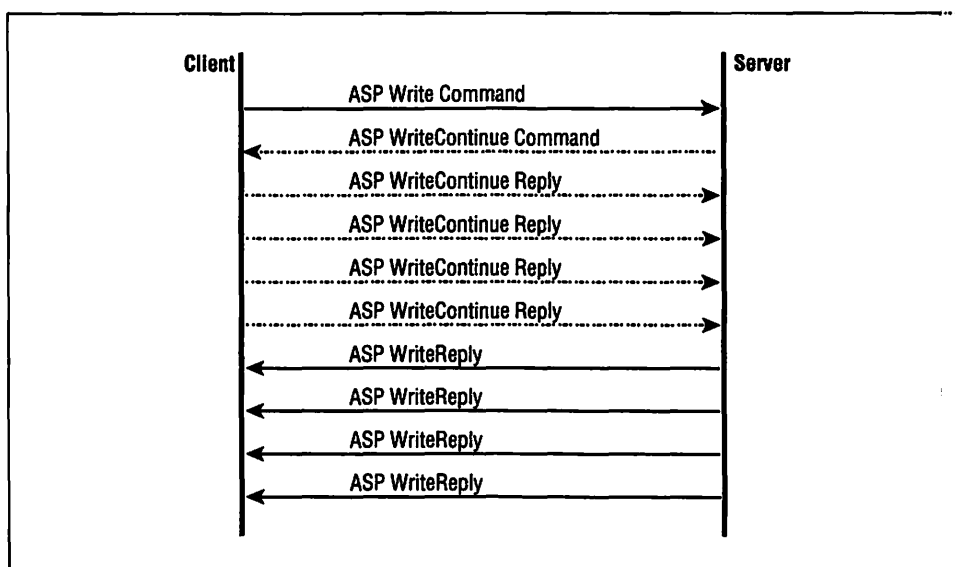 Client
Server
ASP Write Command
ASP WriteContinue Command
ASP WriteContinue Reply
ASP WriteContinue Reply
ASP WriteContinue Reply
ASP WriteContinue Reply
ASP WriteReply
ASP WriteReply
ASP WriteReply
ASP WriteReply